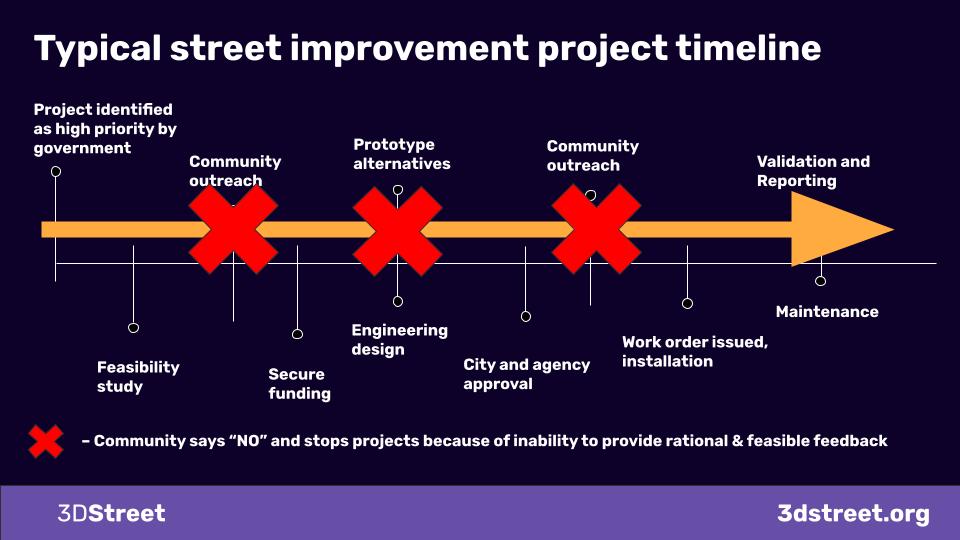 Typical street improvement project timeline
Project identified
as high priority by
government
Community
outreach
Prototype
alternatives
Community
outreach
Validation and
Reporting
Feasibility
study
Secure
funding
Engineering
design
City and agency
approval
Work order issued,
installation
Maintenance
– Community says “NO” and stops projects because of inability to provide rational & feasible feedback
3DStreet
3dstreet.org